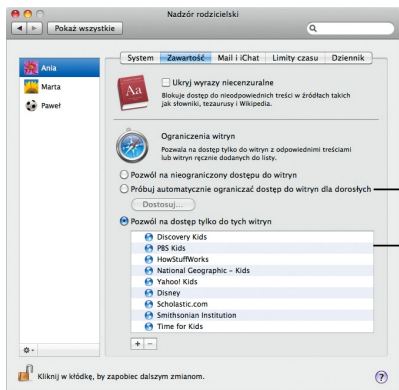 Nadzór rodzicielski
Pokaż wszystkie
System Zawartość Mail i iChat Limity czasu Dziennik
Ania
Marta
Paweł
Aa
Ukryj wyrazy niecenzuralne
Blokuje dostęp do nieodpowiednich treści w źródłach takich
jak słowniki, tezaurusy i Wikipedia.
Ograniczenia witryn
Pozwala na dostęp tylko do witryn z odpowiednimi treściami
lub witryn ręcznie dodanych do listy.
Pozwól na nieograniczony dostępu do witryn
Próbuj automatycznie ograniczać dostęp do witryn dla dorosłych
Dostosuj...
Pozwól na dostęp tylko do tych witryn
Discovery Kids
PBS Kids
HowStuffWorks
National Geographic - Kids
Yahoo! Kids
Disney
Scholastic.com
Smithsonian Institution
Time for Kids
+ −
Kliknij w kłódkę, by zapobiec dalszym zmianom.
?